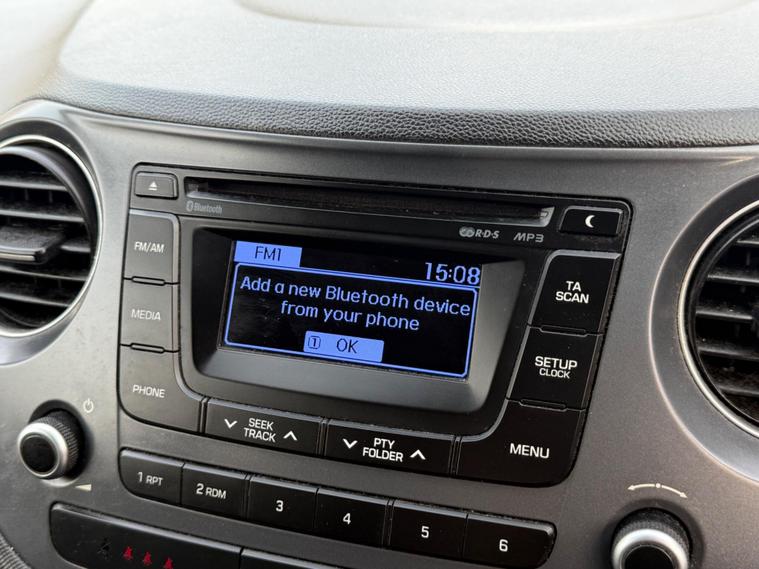 Bluetooth
R·D·S MP3
FM/AM
FM1
15:08
TA
SCAN
Add a new Bluetooth device
from your phone
MEDIA
1 OK
SETUP
CLOCK
PHONE
SEEK
TRACK
PTY
FOLDER
MENU
1 RPT
2 RDM
3
4
5
6